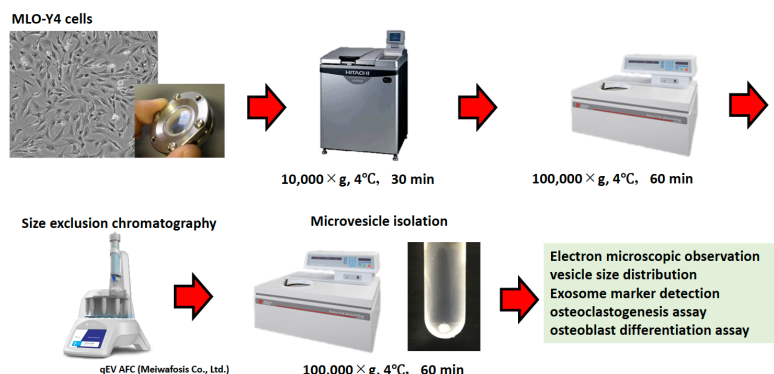 MLO-Y4 cells
HITACHI
10,000×g, 4℃, 30 min
100,000×g, 4℃, 60 min
Size exclusion chromatography
Microvesicle isolation
qEV AFC (Meiwafosis Co., Ltd.)
100,000×g, 4℃, 60 min
Electron microscopic observation
vesicle size distribution
Exosome marker detection
osteoclastogenesis assay
osteoblast differentiation assay